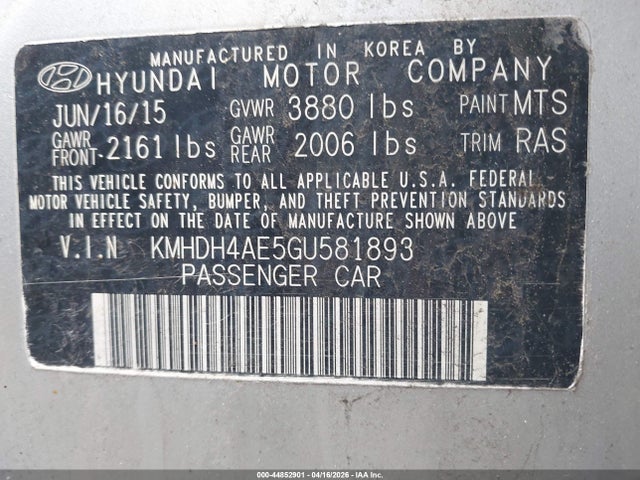 MANUFACTURED IN KOREA BY
HYUNDAI MOTOR COMPANY
JUN/16/15 GVWR 3880 lbs PAINT MTS
GAWR FRONT 2161 lbs GAWR REAR 2006 lbs TRIM RAS
THIS VEHICLE CONFORMS TO ALL APPLICABLE U.S.A. FEDERAL
MOTOR VEHICLE SAFETY, BUMPER, AND THEFT PREVENTION STANDARDS
IN EFFECT ON THE DATE OF MANUFACTURE SHOWN ABOVE
V.I.N KMHDH4AE5GU581893
PASSENGER CAR
000-44852901 - 04/16/2026 - IAA Inc.